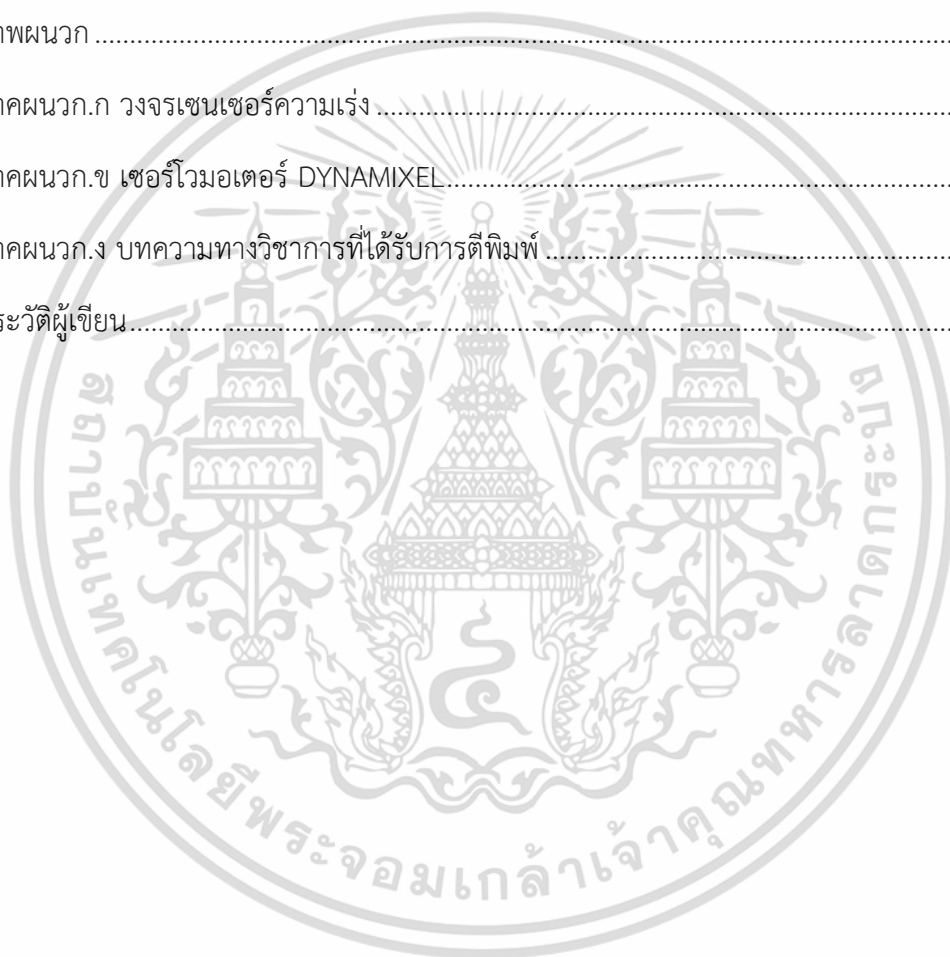 าพผนวก ........................................................................
าคผนวก.ก วงจรเซนเซอร์ความเร่ง ........................................................................
าคผนวก.ข เซอร์โวมอเตอร์ DYNAMIXEL........................................................................
าคผนวก.ง บทความทางวิชาการที่ได้รับการตีพิมพ์ ........................................................................
ระวัติผู้เขียน........................................................................
สถาบันเทคโนโลยีพระจอมเกล้าเจ้าคุณทหารลาดกระบัง
๔